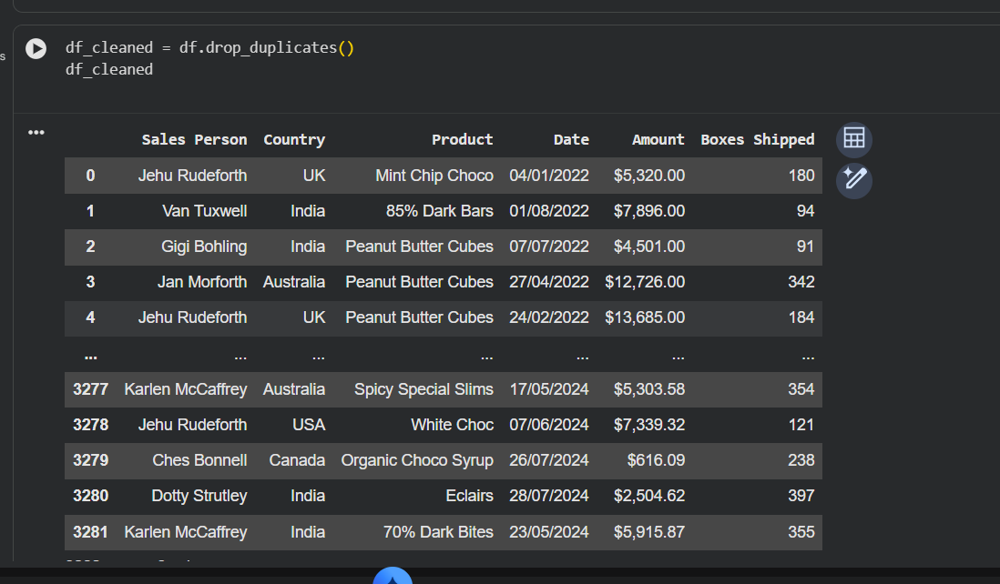 s
df_cleaned = df.drop_duplicates()
df_cleaned
Sales Person Country Product Date Amount Boxes Shipped
0 Jehu Rudeforth UK Mint Chip Choco 04/01/2022 $5,320.00 180
1 Van Tuxwell India 85% Dark Bars 01/08/2022 $7,896.00 94
2 Gigi Bohling India Peanut Butter Cubes 07/07/2022 $4,501.00 91
3 Jan Morforth Australia Peanut Butter Cubes 27/04/2022 $12,726.00 342
4 Jehu Rudeforth UK Peanut Butter Cubes 24/02/2022 $13,685.00 184
... ... ... ... ... ... ...
3277 Karlen McCaffrey Australia Spicy Special Slims 17/05/2024 $5,303.58 354
3278 Jehu Rudeforth USA White Choc 07/06/2024 $7,339.32 121
3279 Ches Bonnell Canada Organic Choco Syrup 26/07/2024 $616.09 238
3280 Dotty Strutley India Eclairs 28/07/2024 $2,504.62 397
3281 Karlen McCaffrey India 70% Dark Bites 23/05/2024 $5,915.87 355